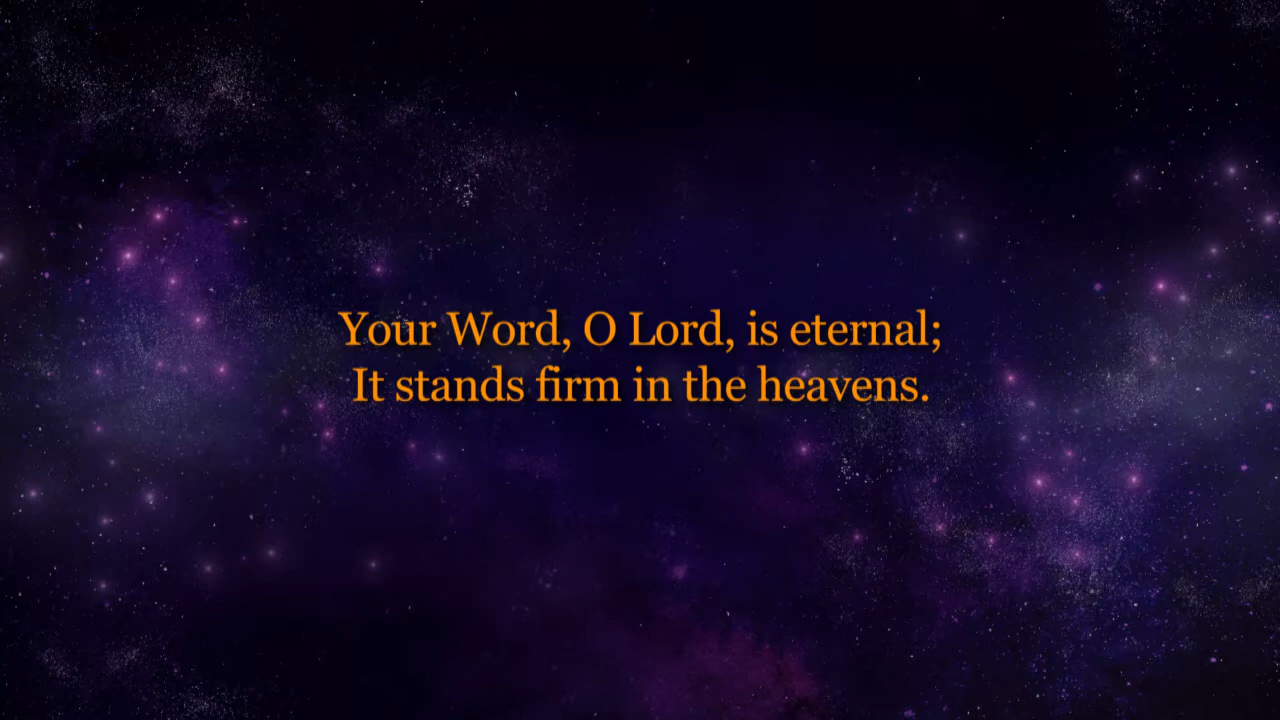 Your Word, O Lord, is eternal;
It stands firm in the heavens.